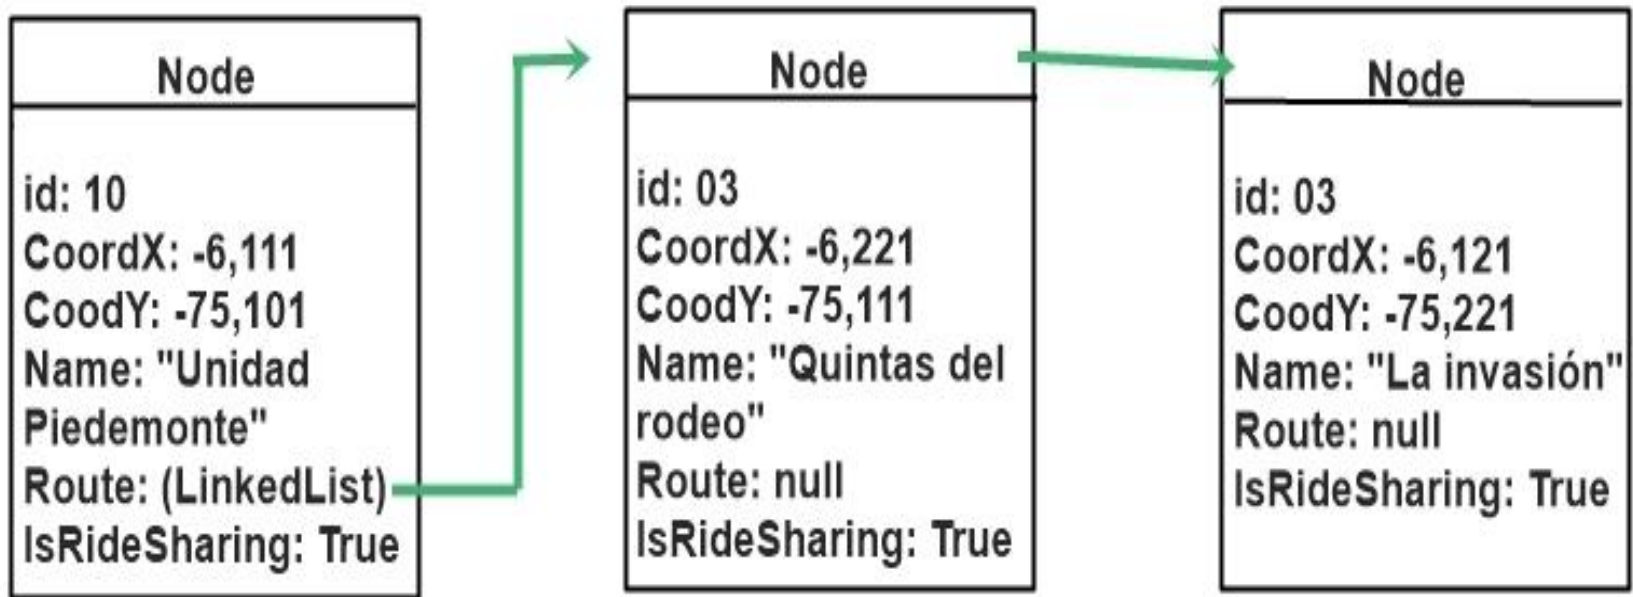 Node
id: 10
CoordX: -6,111
CoodY: -75,101
Name: "Unidad
Piedemonte"
Route: (LinkedList)
IsRideSharing: True
Node
id: 03
CoordX: -6,221
CoodY: -75,111
Name: "Quintas del
rodeo"
Route: null
IsRideSharing: True
Node
id: 03
CoordX: -6,121
CoodY: -75,221
Name: "La invasión"
Route: null
IsRideSharing: True